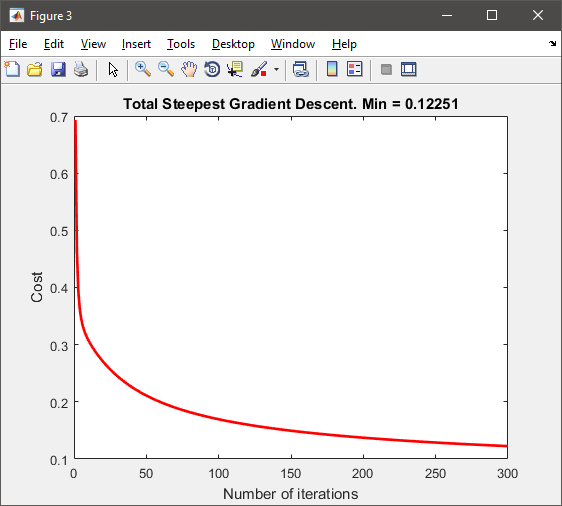 Figure 3
File Edit View Insert Tools Desktop Window Help
Total Steepest Gradient Descent. Min = 0.12251
0.7
0.6
0.5
0.4
0.3
0.2
0.1
Cost
0 50 100 150 200 250 300
Number of iterations